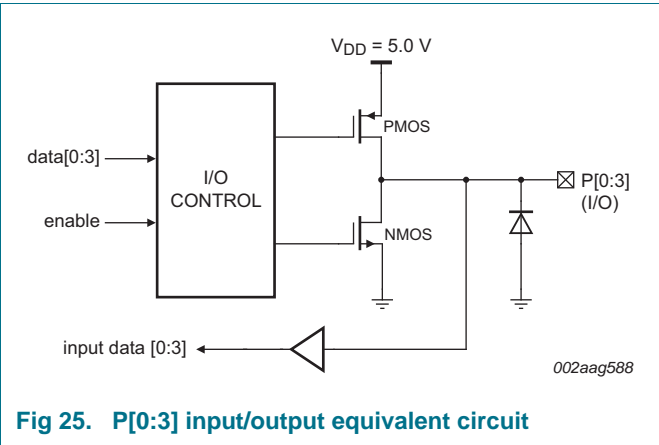 VDD = 5.0 V
PMOS
data[0:3]
I/O
CONTROL
P[0:3]
(I/O)
enable
NMOS
input data [0:3]
002aag588
Fig 25. P[0:3] input/output equivalent circuit